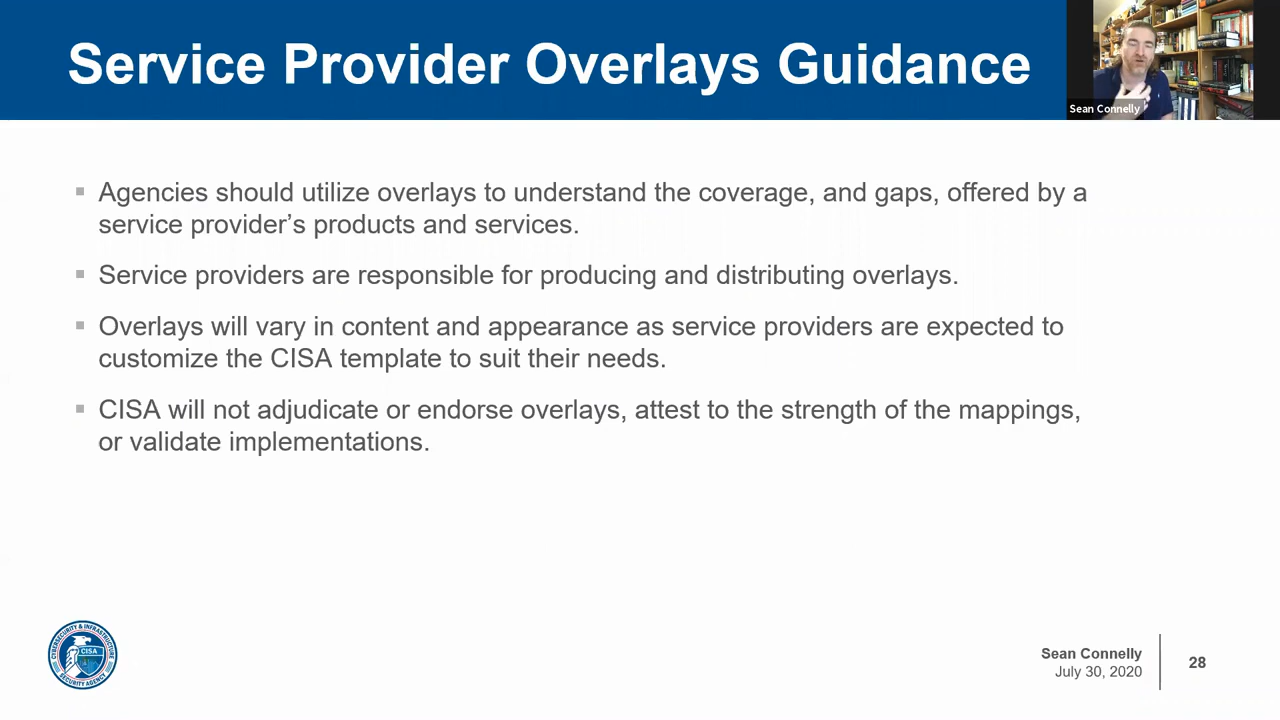 Service Provider Overlays Guidance
Sean Connelly
▪ Agencies should utilize overlays to understand the coverage, and gaps, offered by a
service provider’s products and services.
▪ Service providers are responsible for producing and distributing overlays.
▪ Overlays will vary in content and appearance as service providers are expected to
customize the CISA template to suit their needs.
▪ CISA will not adjudicate or endorse overlays, attest to the strength of the mappings,
or validate implementations.
CYBERSECURITY & INFRASTRUCTURE
CISA
SECURITY AGENCY
Sean Connelly
July 30, 2020
28